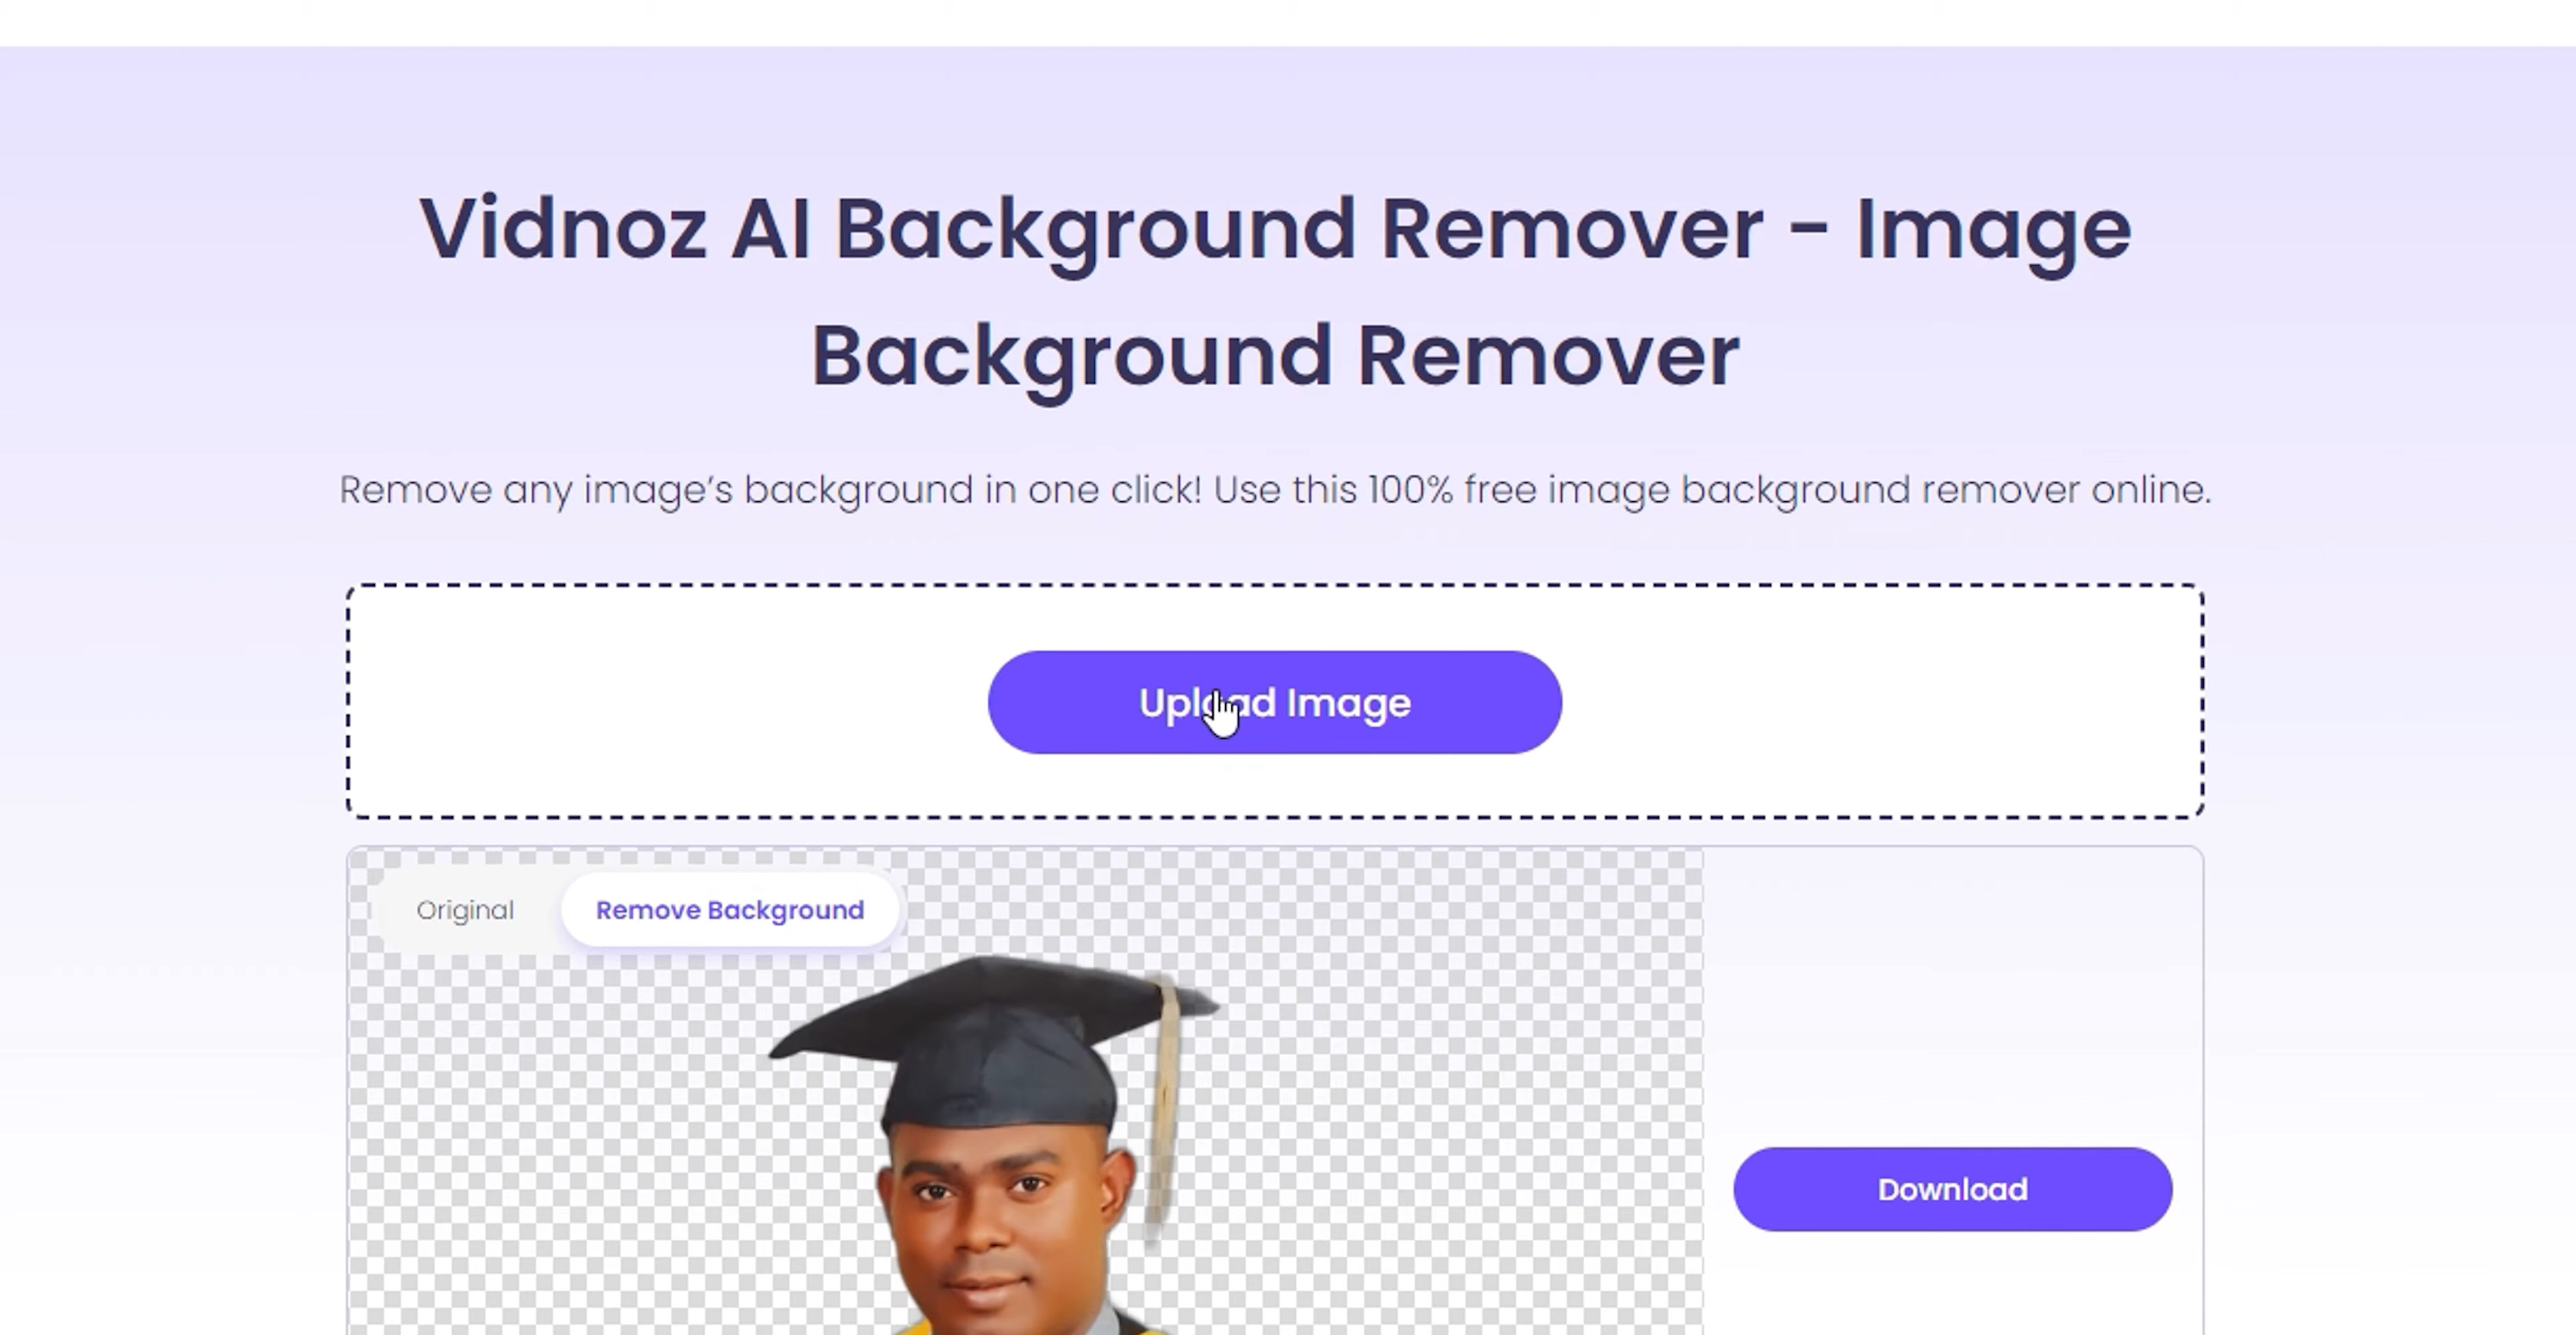 Vidnoz AI Background Remover - Image
Background Remover
Remove any image’s background in one click! Use this 100% free image background remover online.
Upload Image
Original
Remove Background
Download